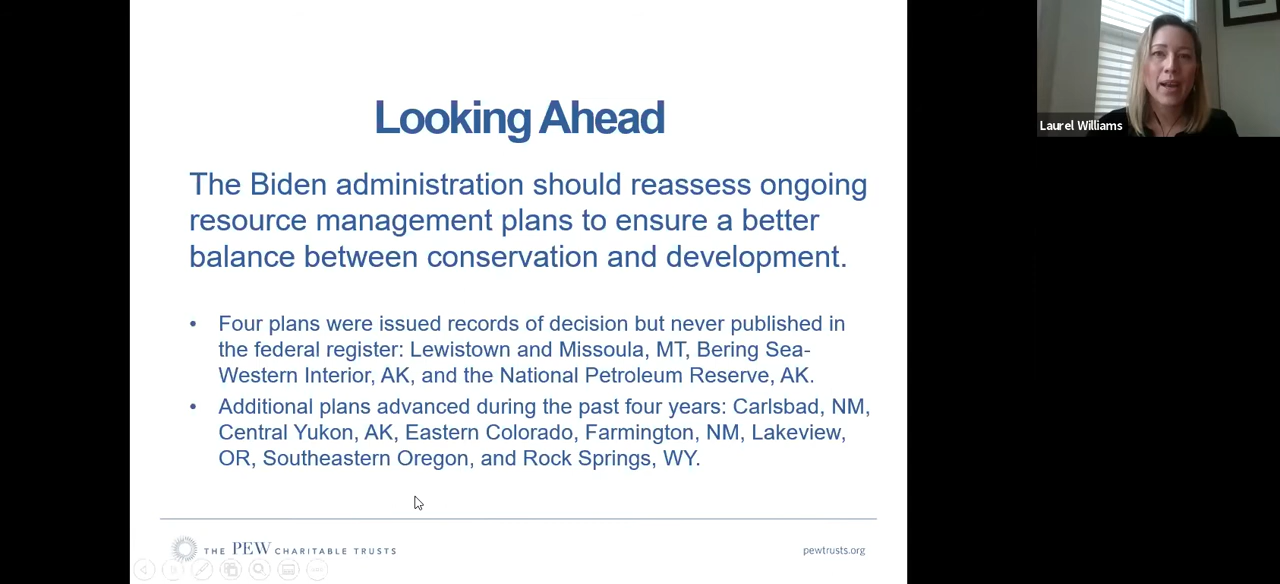 Looking Ahead
The Biden administration should reassess ongoing
resource management plans to ensure a better
balance between conservation and development.
• Four plans were issued records of decision but never published in
the federal register: Lewistown and Missoula, MT, Bering Sea-
Western Interior, AK, and the National Petroleum Reserve, AK.
• Additional plans advanced during the past four years: Carlsbad, NM,
Central Yukon, AK, Eastern Colorado, Farmington, NM, Lakeview,
OR, Southeastern Oregon, and Rock Springs, WY.
THE PEW CHARITABLE TRUSTS
pewtrusts.org
Laurel Williams